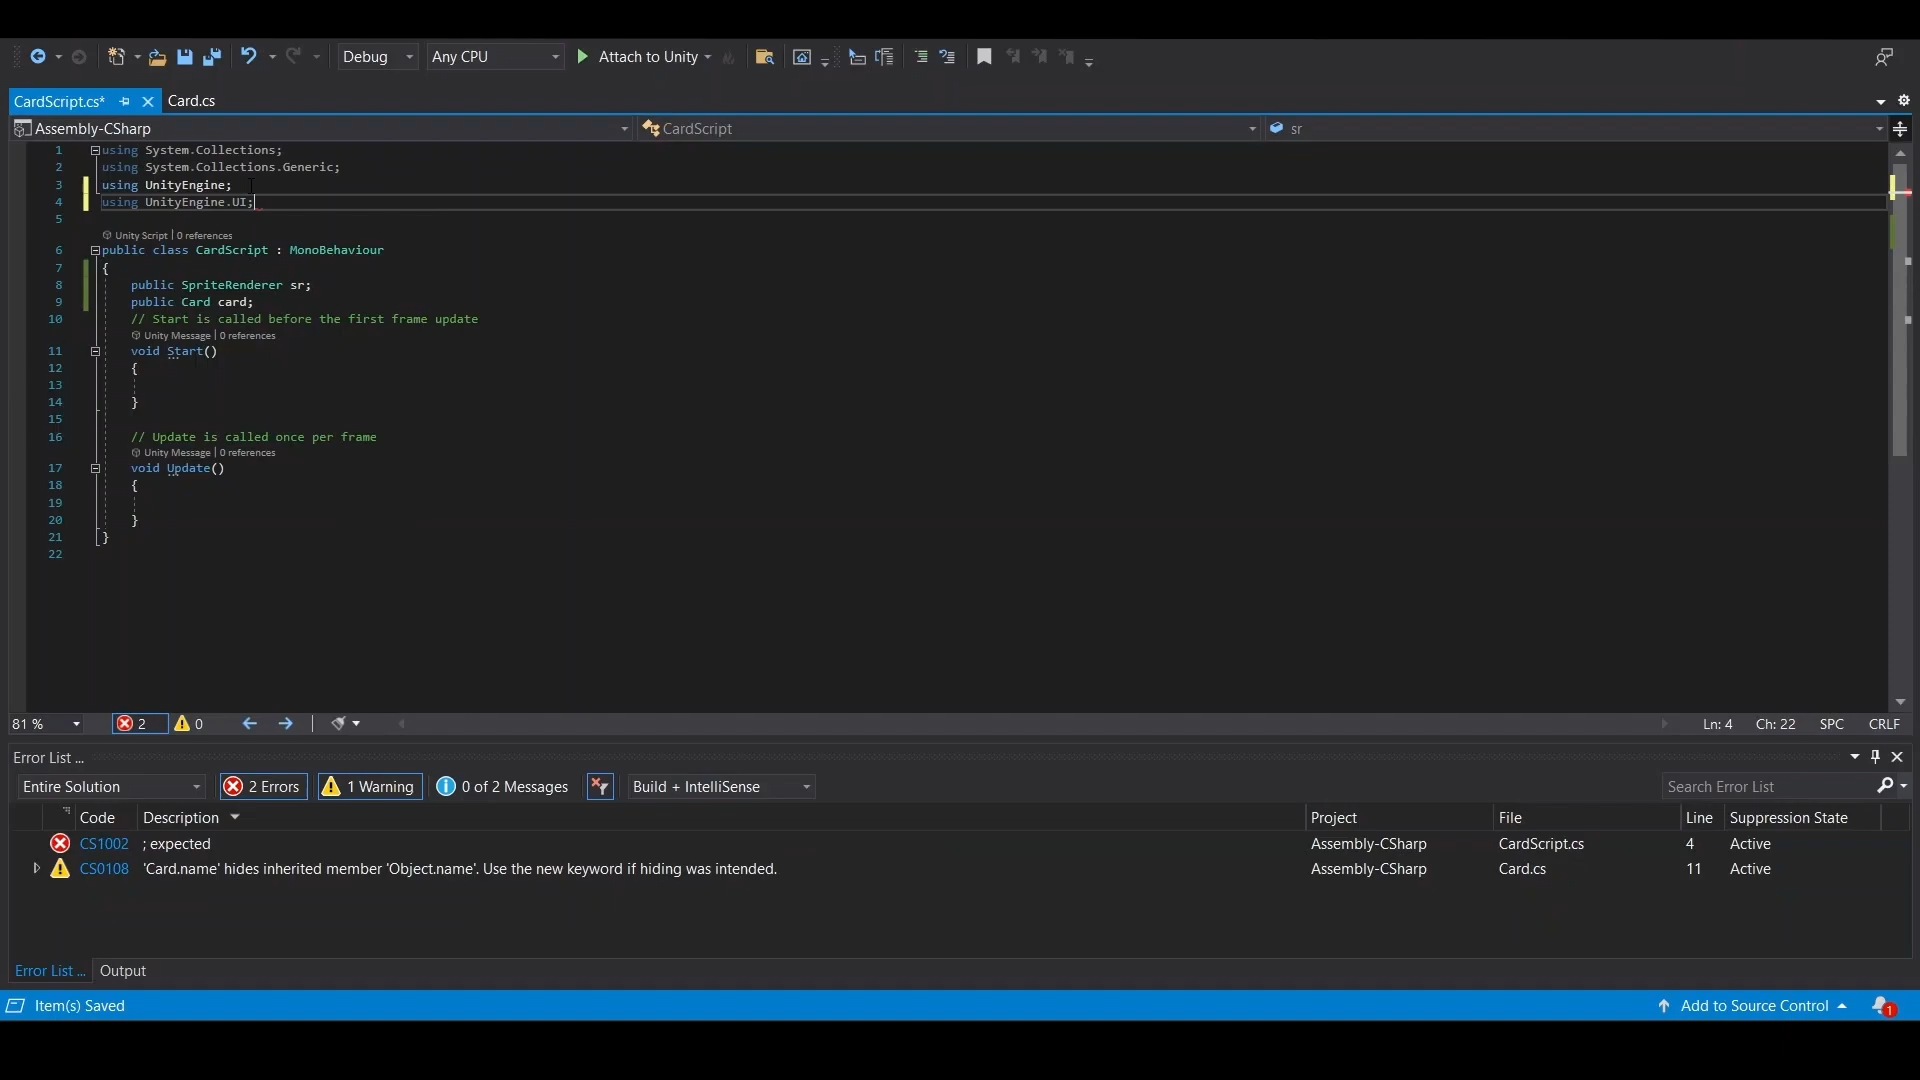 Debug Any CPU Attach to Unity
CardScript.cs* Card.cs
Assembly-CSharp CardScript sr
1 using System.Collections;
2 using System.Collections.Generic;
3 using UnityEngine;
4 using UnityEngine.UI;
5
Unity Script | 0 references
6 public class CardScript : MonoBehaviour
7 {
8 public SpriteRenderer sr;
9 public Card card;
10 // Start is called before the first frame update
Unity Message | 0 references
11 void Start()
12 {
13
14 }
15
16 // Update is called once per frame
Unity Message | 0 references
17 void Update()
18 {
19
20 }
21 }
22
81 % 2 0 Ln: 4 Ch: 22 SPC CRLF
Error List ...
Entire Solution 2 Errors 1 Warning 0 of 2 Messages Build + IntelliSense Search Error List
Code Description Project File Line Suppression State
CS1002 ; expected Assembly-CSharp CardScript.cs 4 Active
CS0108 'Card.name' hides inherited member 'Object.name'. Use the new keyword if hiding was intended. Assembly-CSharp Card.cs 11 Active
Error List ... Output
Item(s) Saved Add to Source Control 1